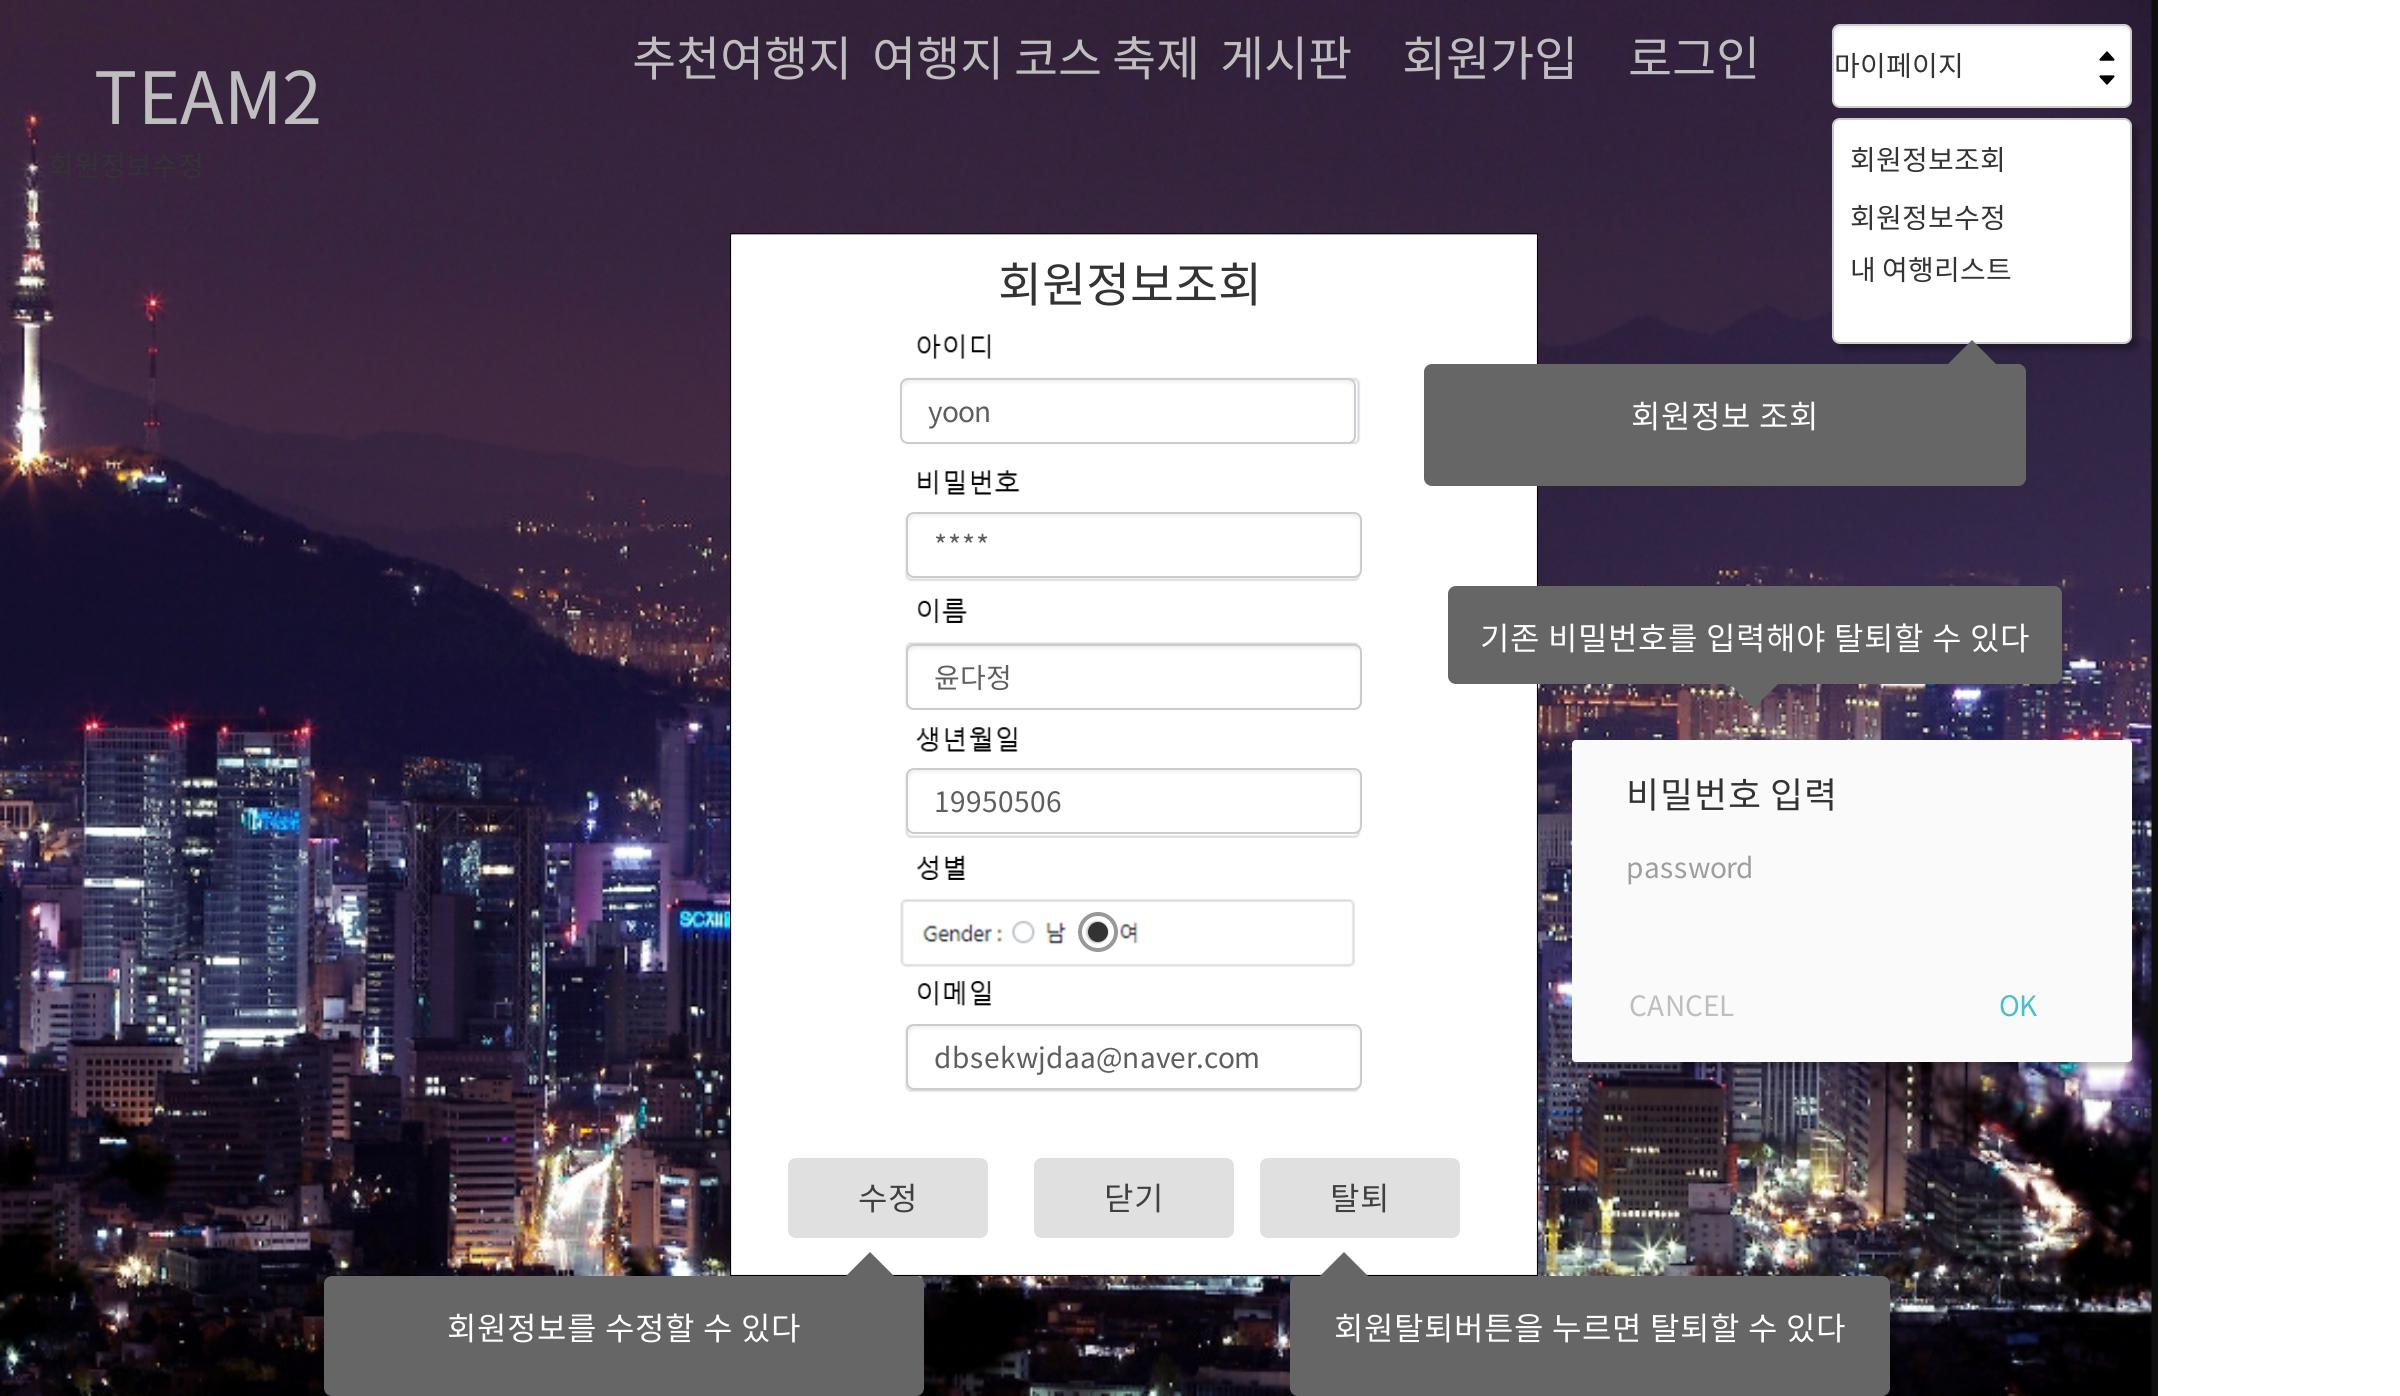 추천여행지 여행지 코스 축제 게시판 회원가입 로그인
마이페이지
TEAM2
회원정보수정
회원정보조회
회원정보수정
내 여행리스트
회원정보 조회
회원정보조회
아이디
yoon
비밀번호
****
이름
윤다정
생년월일
19950506
성별
Gender : 남 여
이메일
dbsekwjdaa@naver.com
수정 닫기 탈퇴
기존 비밀번호를 입력해야 탈퇴할 수 있다
비밀번호 입력
password
CANCEL OK
회원정보를 수정할 수 있다
회원탈퇴버튼을 누르면 탈퇴할 수 있다